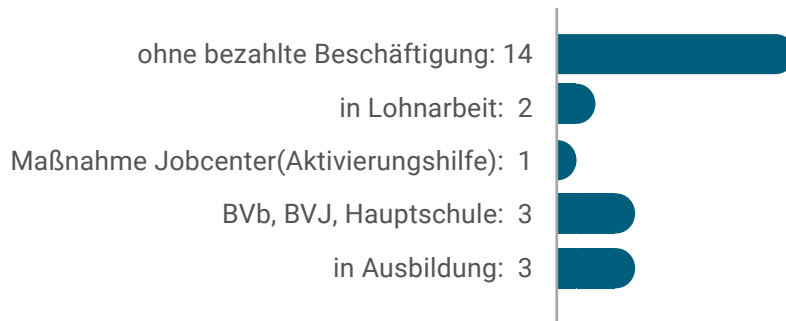 ohne bezahlte Beschäftigung: 14
in Lohnarbeit: 2
Maßnahme Jobcenter(Aktivierungshilfe): 1
BVb, BVJ, Hauptschule: 3
in Ausbildung: 3